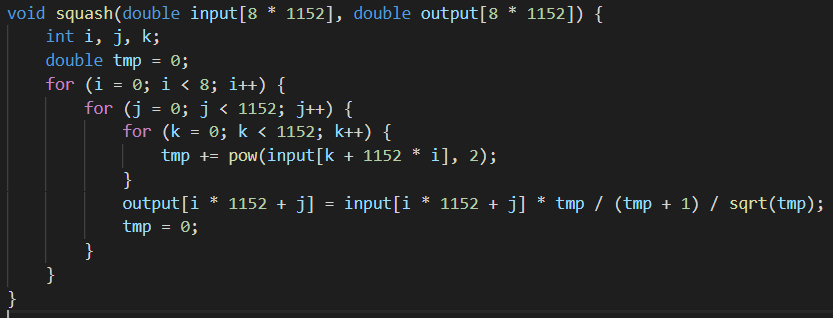 void squash(double input[8 * 1152], double output[8 * 1152]) {
    int i, j, k;
    double tmp = 0;
    for (i = 0; i < 8; i++) {
        for (j = 0; j < 1152; j++) {
            for (k = 0; k < 1152; k++) {
                tmp += pow(input[k + 1152 * i], 2);
            }
            output[i * 1152 + j] = input[i * 1152 + j] * tmp / (tmp + 1) / sqrt(tmp);
            tmp = 0;
        }
    }
}